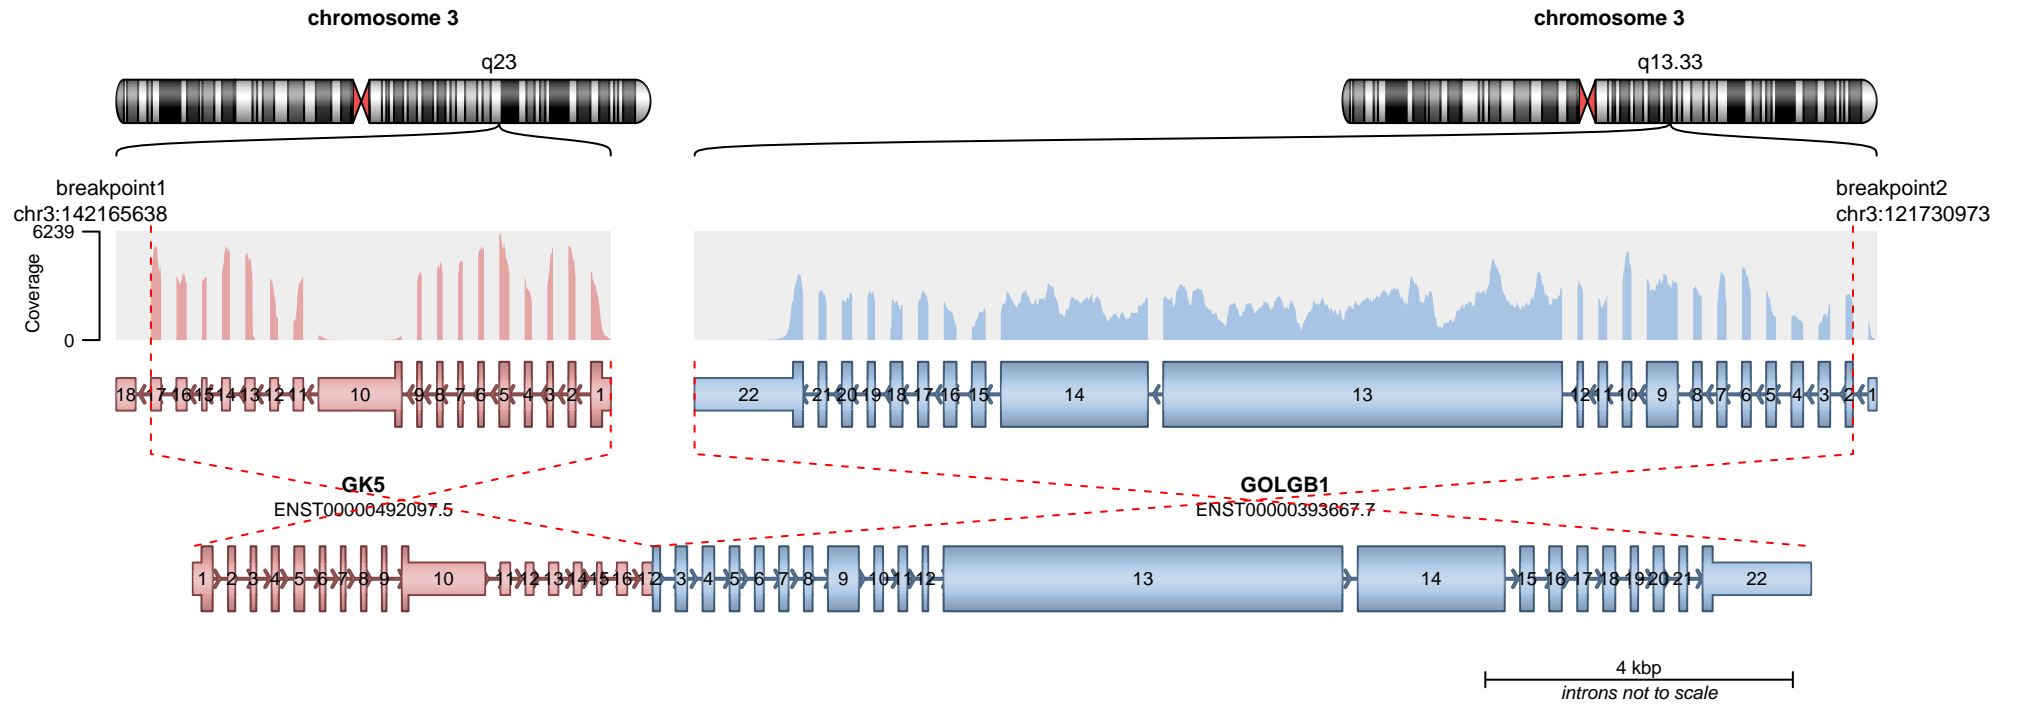 chromosome 3 chromosome 3
q23 q13.33
breakpoint1 breakpoint2
chr3:142165638 chr3:121730973
6239
Coverage
0
18 17 16 15 14 13 12 11 10 9 8 7 6 5 4 3 2 1 22 21 20 19 18 17 16 15 14 13 12 11 10 9 8 7 6 5 4 3 2 1
GK5 GOLGB1
ENST00000492097.5 ENST00000393667.7
1 2 3 4 5 6 7 8 9 10 11 12 13 14 15 16 17 2 3 4 5 6 7 8 9 10 11 12 13 14 15 16 17 18 19 20 21 22
4 kbp
introns not to scale